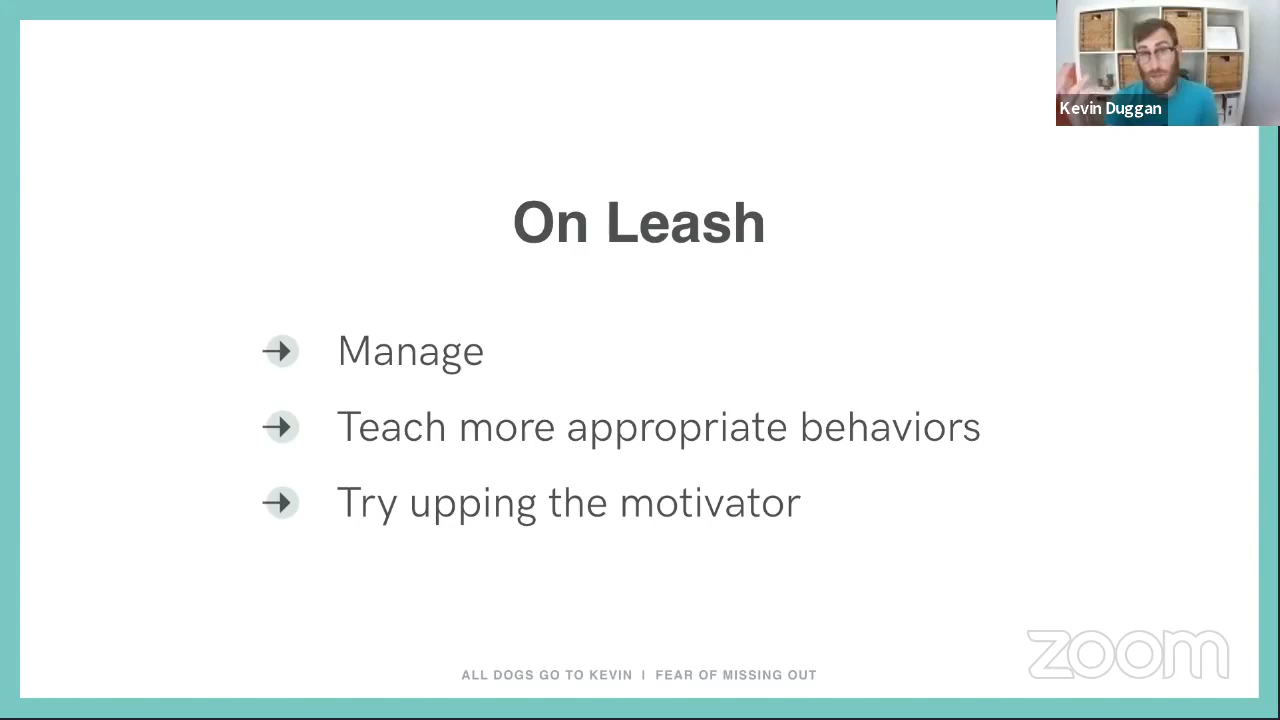 Kevin Duggan
On Leash
Manage
Teach more appropriate behaviors
Try upping the motivator
ALL DOGS GO TO KEVIN | FEAR OF MISSING OUT
zoom